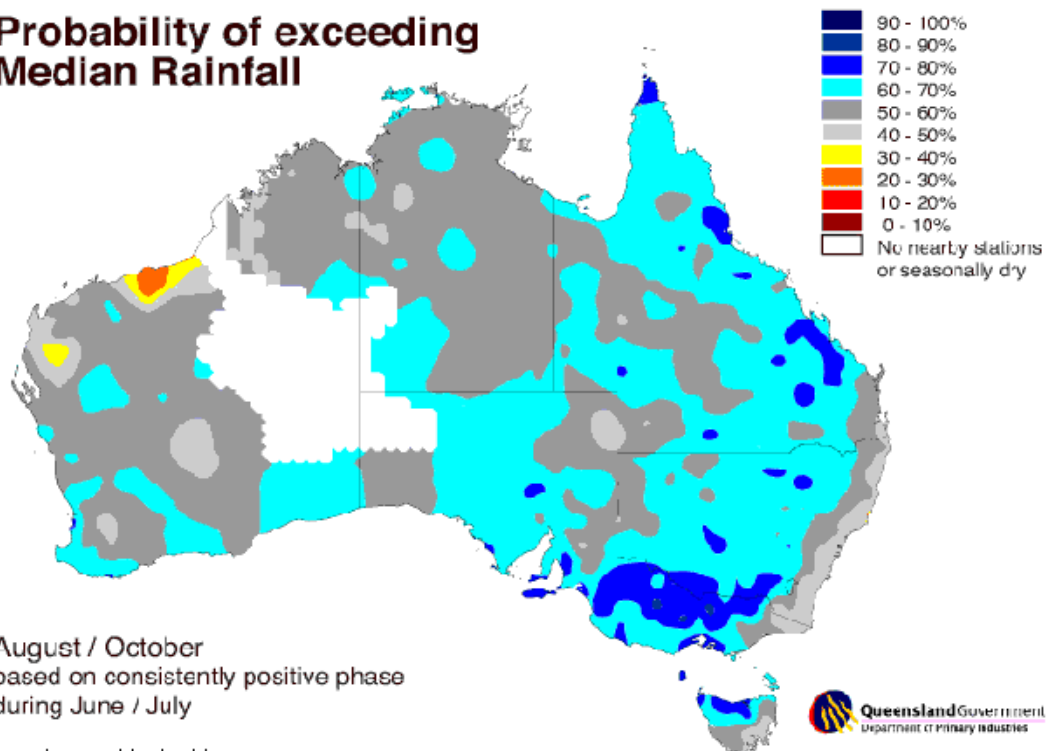 Probability of exceeding
Median Rainfall
90 - 100%
80 - 90%
70 - 80%
60 - 70%
50 - 60%
40 - 50%
30 - 40%
20 - 30%
10 - 20%
0 - 10%
No nearby stations
or seasonally dry
August / October
based on consistently positive phase
during June / July
Queensland Government
Department of Primary Industries